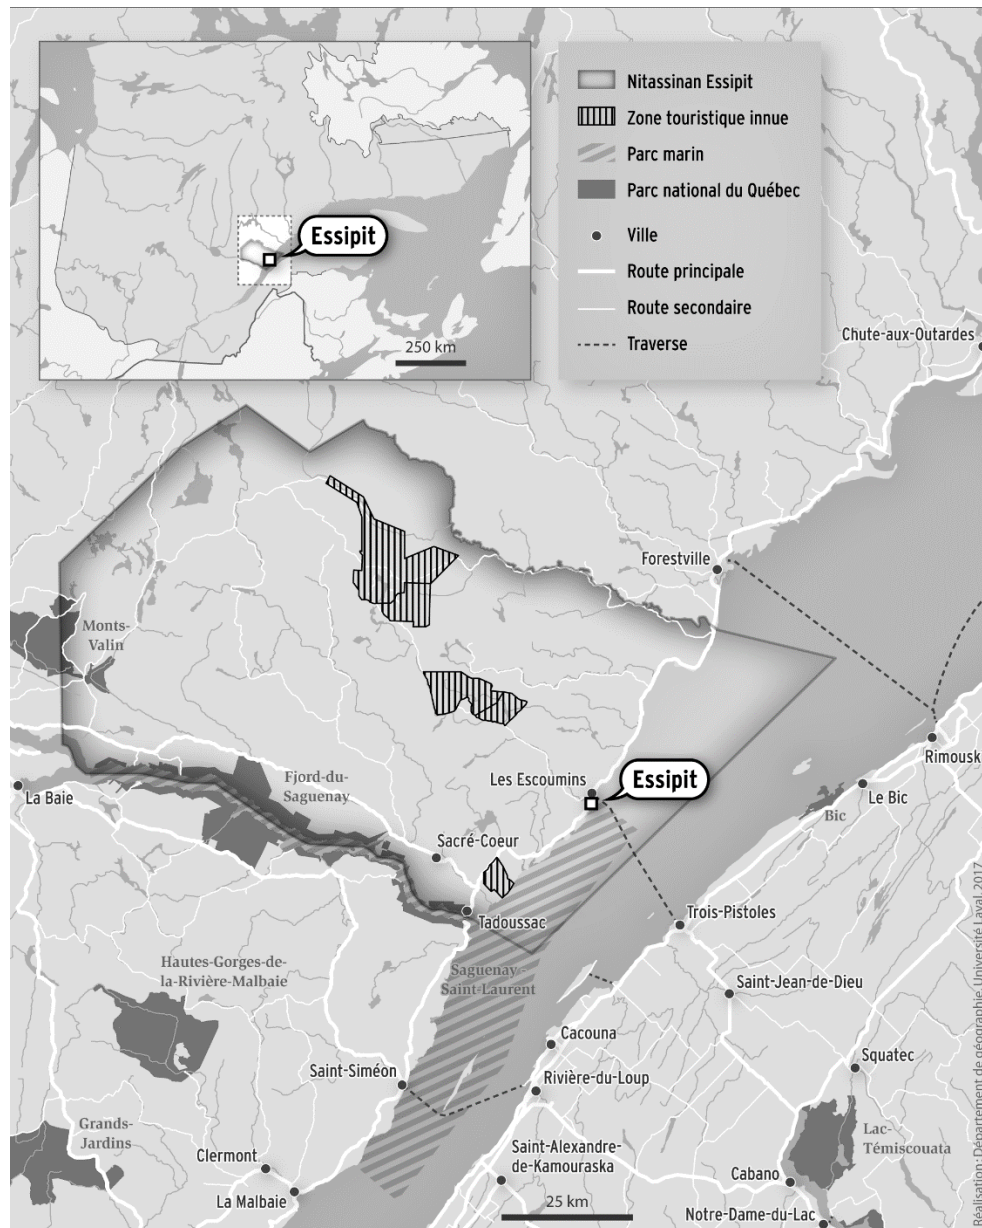 Essipit
250 km
Nitassinan Essipit
Zone touristique innue
Parc marin
Parc national du Québec
Ville
Route principale
Route secondaire
Traverse
Chute-aux-Outardes
Forestville
Monts-
Valin
Rimousk
Les Escoumins
Essipit
Fjord-du-
Saguenay
La Baie
Le Bic
Bic
Sacré-Coeur
Tadoussac
Trois-Pistoles
Hautes-Gorges-de-
la-Rivière-Malbaie
Saguenay -
Saint-Laurent
Saint-Jean-de-Dieu
Cacouna
Squatec
Saint-Siméon
Rivière-du-Loup
Grands-
Jardins
Lac-
Témiscouata
Clermont
Saint-Alexandre-
de-Kamouraska
Cabano
La Malbaie
25 km
Notre-Dame-du-Lac
Réalisation : Département de géographie, Université Laval, 2017